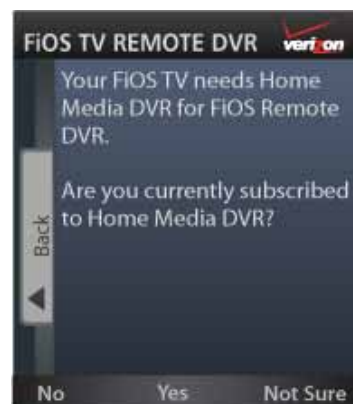 FiOS TV REMOTE DVR verizon
Your FiOS TV needs Home
Media DVR for FiOS Remote
DVR.
Are you currently subscribed
to Home Media DVR?
Back
No Yes Not Sure